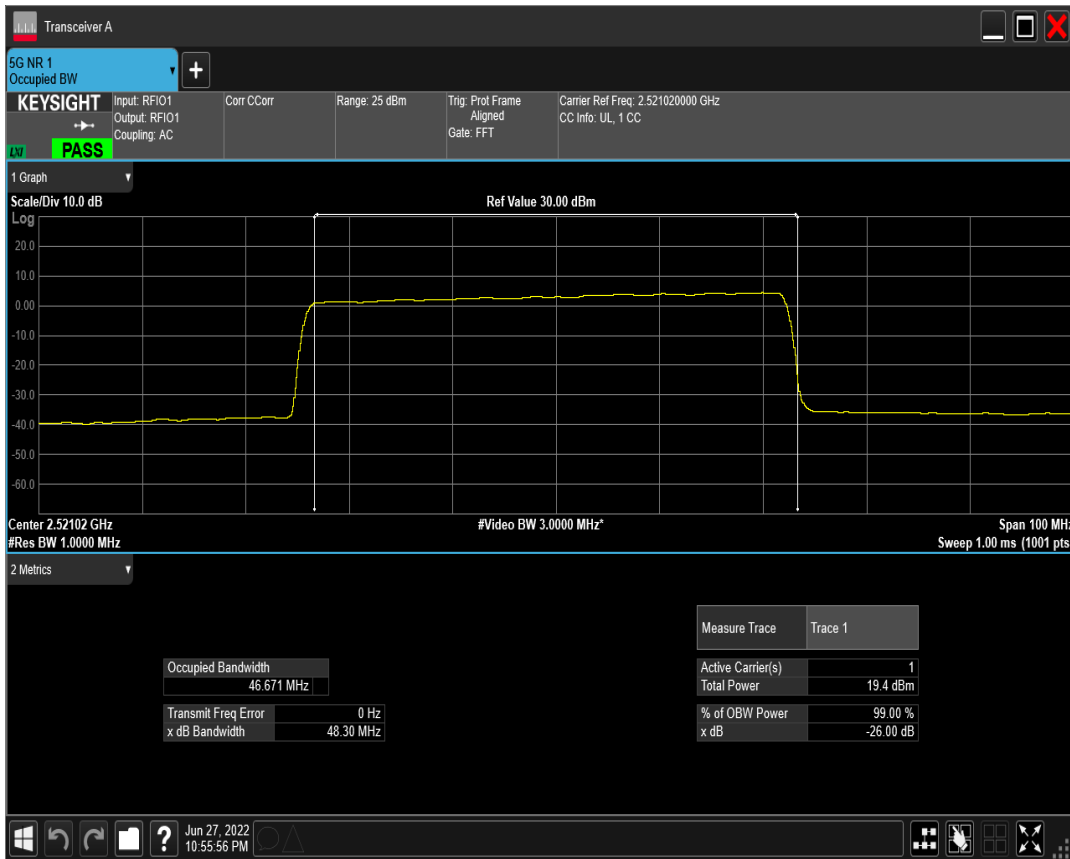 Transceiver A
5G NR 1
Occupied BW
+
KEYSIGHT
LXI
PASS
Input: RFIO1
Output: RFIO1
Coupling: AC
Corr CCorr
Range: 25 dBm
Trig: Prot Frame
Aligned
Gate: FFT
Carrier Ref Freq: 2.521020000 GHz
CC Info: UL, 1 CC
1 Graph
Scale/Div 10.0 dB
Ref Value 30.00 dBm
Log
20.0
10.0
0.00
-10.0
-20.0
-30.0
-40.0
-50.0
-60.0
Center 2.52102 GHz
#Video BW 3.0000 MHz*
Span 100 MHz
#Res BW 1.0000 MHz
Sweep 1.00 ms (1001 pts
2 Metrics
Measure Trace Trace 1
Occupied Bandwidth
46.671 MHz
Active Carrier(s) 1
Total Power 19.4 dBm
Transmit Freq Error 0 Hz
x dB Bandwidth 48.30 MHz
% of OBW Power 99.00 %
x dB -26.00 dB
?
Jun 27, 2022
10:55:56 PM